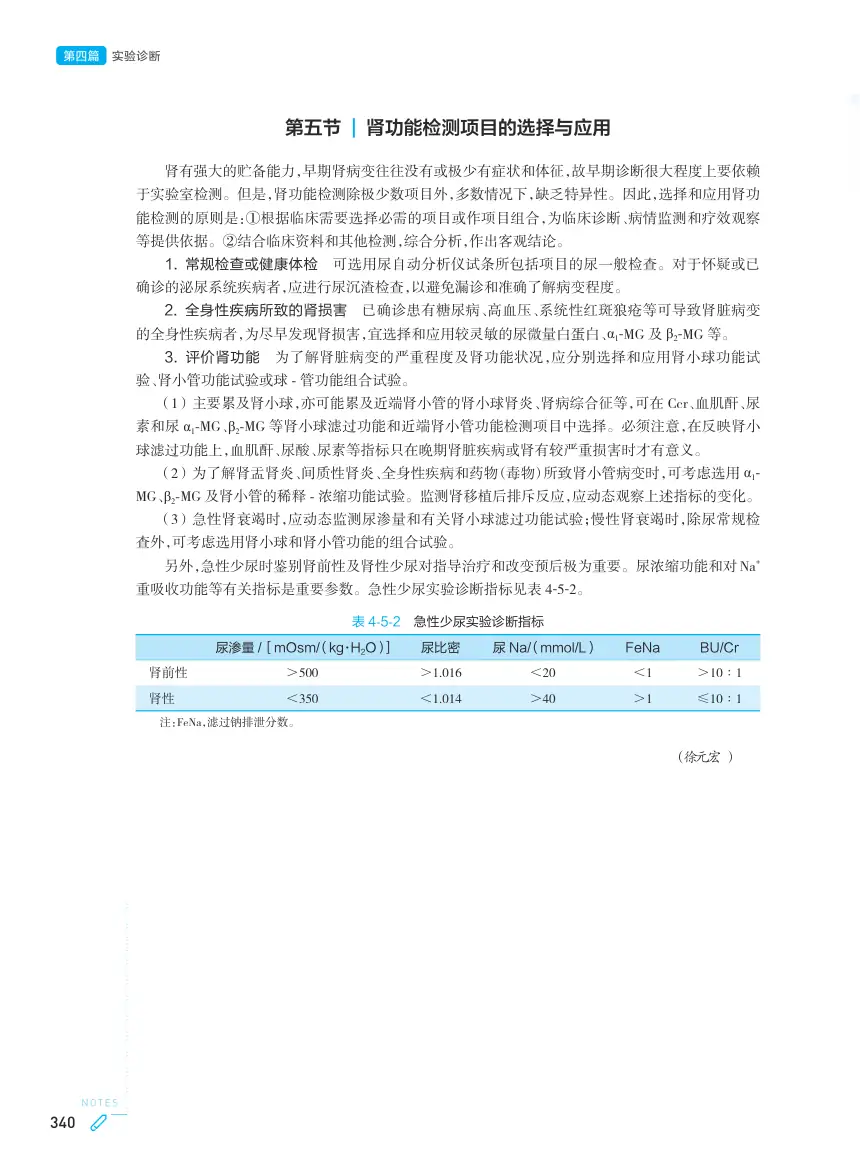 第四篇 实验诊断
第五节 | 肾功能检测项目的选择与应用
肾有强大的贮备能力,早期肾病变往往没有或极少有症状和体征,故早期诊断很大程度上要依赖
于实验室检测。但是,肾功能检测除极少数项目外,多数情况下,缺乏特异性。因此,选择和应用肾功
能检测的原则是:①根据临床需要选择必需的项目或作项目组合,为临床诊断、病情监测和疗效观察
等提供依据。②结合临床资料和其他检测,综合分析,作出客观结论。
1. 常规检查或健康体检 可选用尿自动分析仪试条所包括项目的尿一般检查。对于怀疑或已
确诊的泌尿系统疾病者,应进行尿沉渣检查,以避免漏诊和准确了解病变程度。
2. 全身性疾病所致的肾损害 已确诊患有糖尿病、高血压、系统性红斑狼疮等可导致肾脏病变
的全身性疾病者,为尽早发现肾损害,宜选择和应用较灵敏的尿微量白蛋白、α₁-MG 及 β₂-MG 等。
3. 评价肾功能 为了解肾脏病变的严重程度及肾功能状况,应分别选择和应用肾小球功能试
验、肾小管功能试验或球 - 管功能组合试验。
(1)主要累及肾小球,亦可能累及近端肾小管的肾小球肾炎、肾病综合征等,可在 Ccr、血肌酐、尿
素和尿 α₁-MG、β₂-MG 等肾小球滤过功能和近端肾小管功能检测项目中选择。必须注意,在反映肾小
球滤过功能上,血肌酐、尿酸、尿素等指标只在晚期肾脏疾病或肾有较严重损害时才有意义。
(2)为了解肾盂肾炎、间质性肾炎、全身性疾病和药物(毒物)所致肾小管病变时,可考虑选用 α₁-
MG、β₂-MG 及肾小管的稀释 - 浓缩功能试验。监测肾移植后排斥反应,应动态观察上述指标的变化。
(3)急性肾衰竭时,应动态监测尿渗量和有关肾小球滤过功能试验;慢性肾衰竭时,除尿常规检
查外,可考虑选用肾小球和肾小管功能的组合试验。
另外,急性少尿时鉴别肾前性及肾性少尿对指导治疗和改变预后极为重要。尿浓缩功能和对 Na⁺
重吸收功能等有关指标是重要参数。急性少尿实验诊断指标见表 4-5-2。
表 4-5-2 急性少尿实验诊断指标
尿渗量 /[mOsm/(kg·H₂O)] 尿比密 尿 Na/(mmol/L) FeNa BU/Cr
肾前性 >500 >1.016 <20 <1 >10∶1
肾性 <350 <1.014 >40 >1 ≤10∶1
注:FeNa,滤过钠排泄分数。
(徐元宏 )
NOTES
340